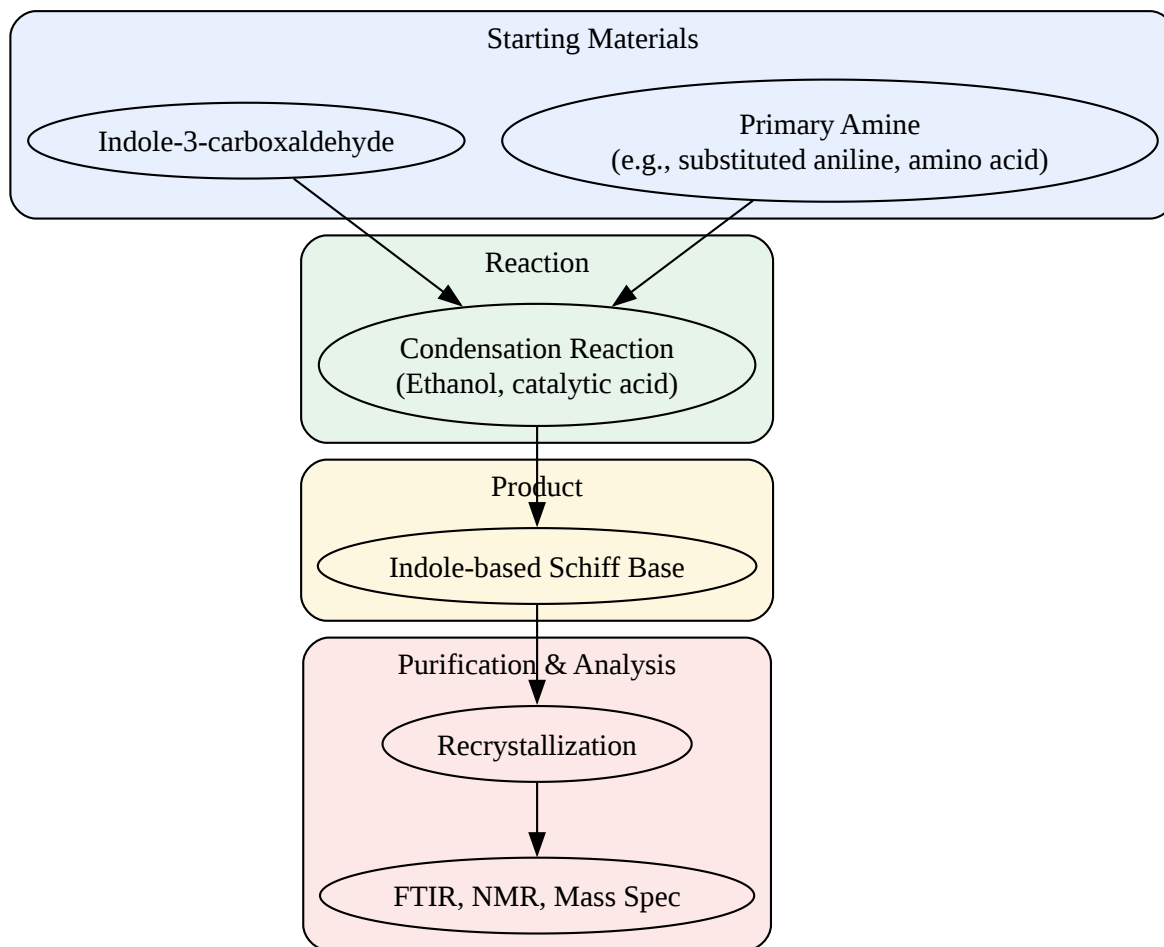 Starting Materials
Indole-3-carboxaldehyde
Primary Amine
(e.g., substituted aniline, amino acid)
Reaction
Condensation Reaction
(Ethanol, catalytic acid)
Product
Indole-based Schiff Base
Purification & Analysis
Recrystallization
FTIR, NMR, Mass Spec